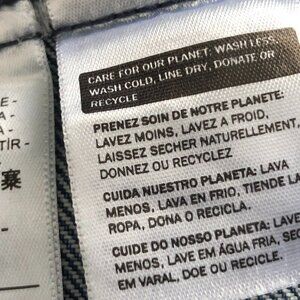 CARE FOR OUR PLANET: WASH LESS,
WASH COLD, LINE DRY, DONATE OR
RECYCLE
PRENEZ SOIN DE NOTRE PLANETE:
LAVEZ MOINS, LAVEZ A FROID,
LAISSEZ SECHER NATURELLEMENT,
DONNEZ OU RECYCLEZ
CUIDA NUESTRO PLANETA: LAVA
MENOS, LAVA EN FRIO, TIENDE LA
ROPA, DONA O RECICLA.
CUIDE DO NOSSO PLANETA: LAVE
MENOS, LAVE EM ÁGUA FRIA, SE
EM VARAL, DOE OU RECICLE.